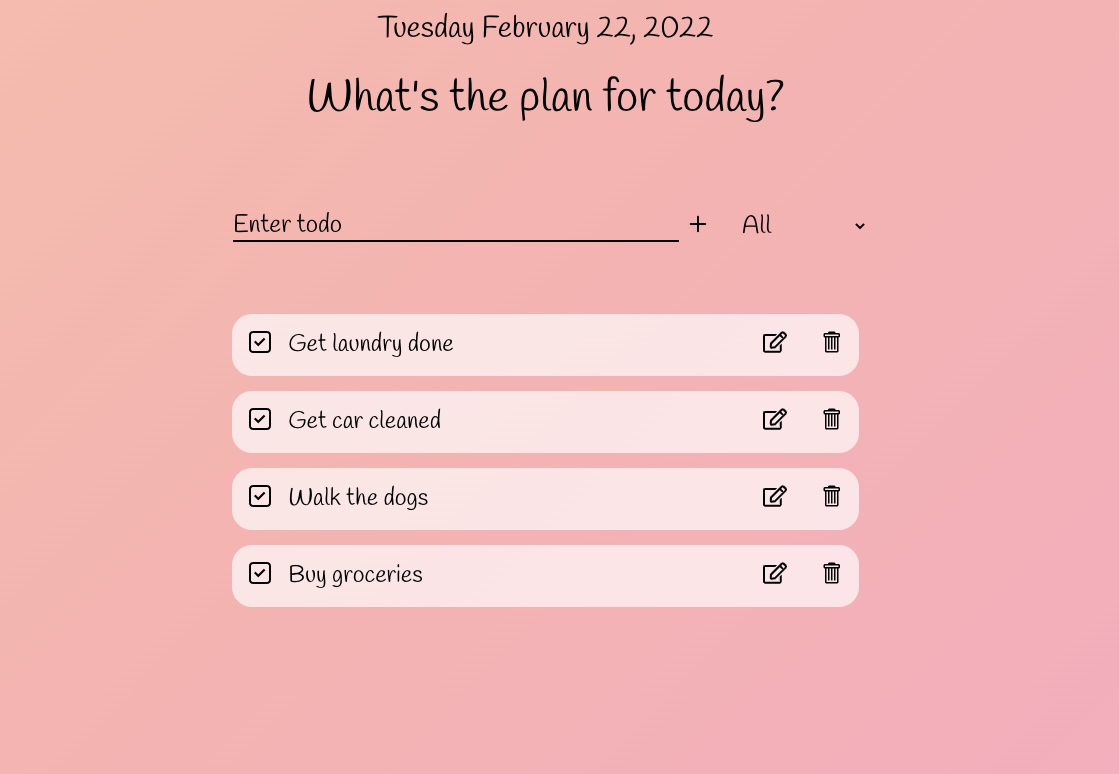 Tuesday February 22, 2022
What's the plan for today?
Enter todo
All
Get laundry done
Get car cleaned
Walk the dogs
Buy groceries